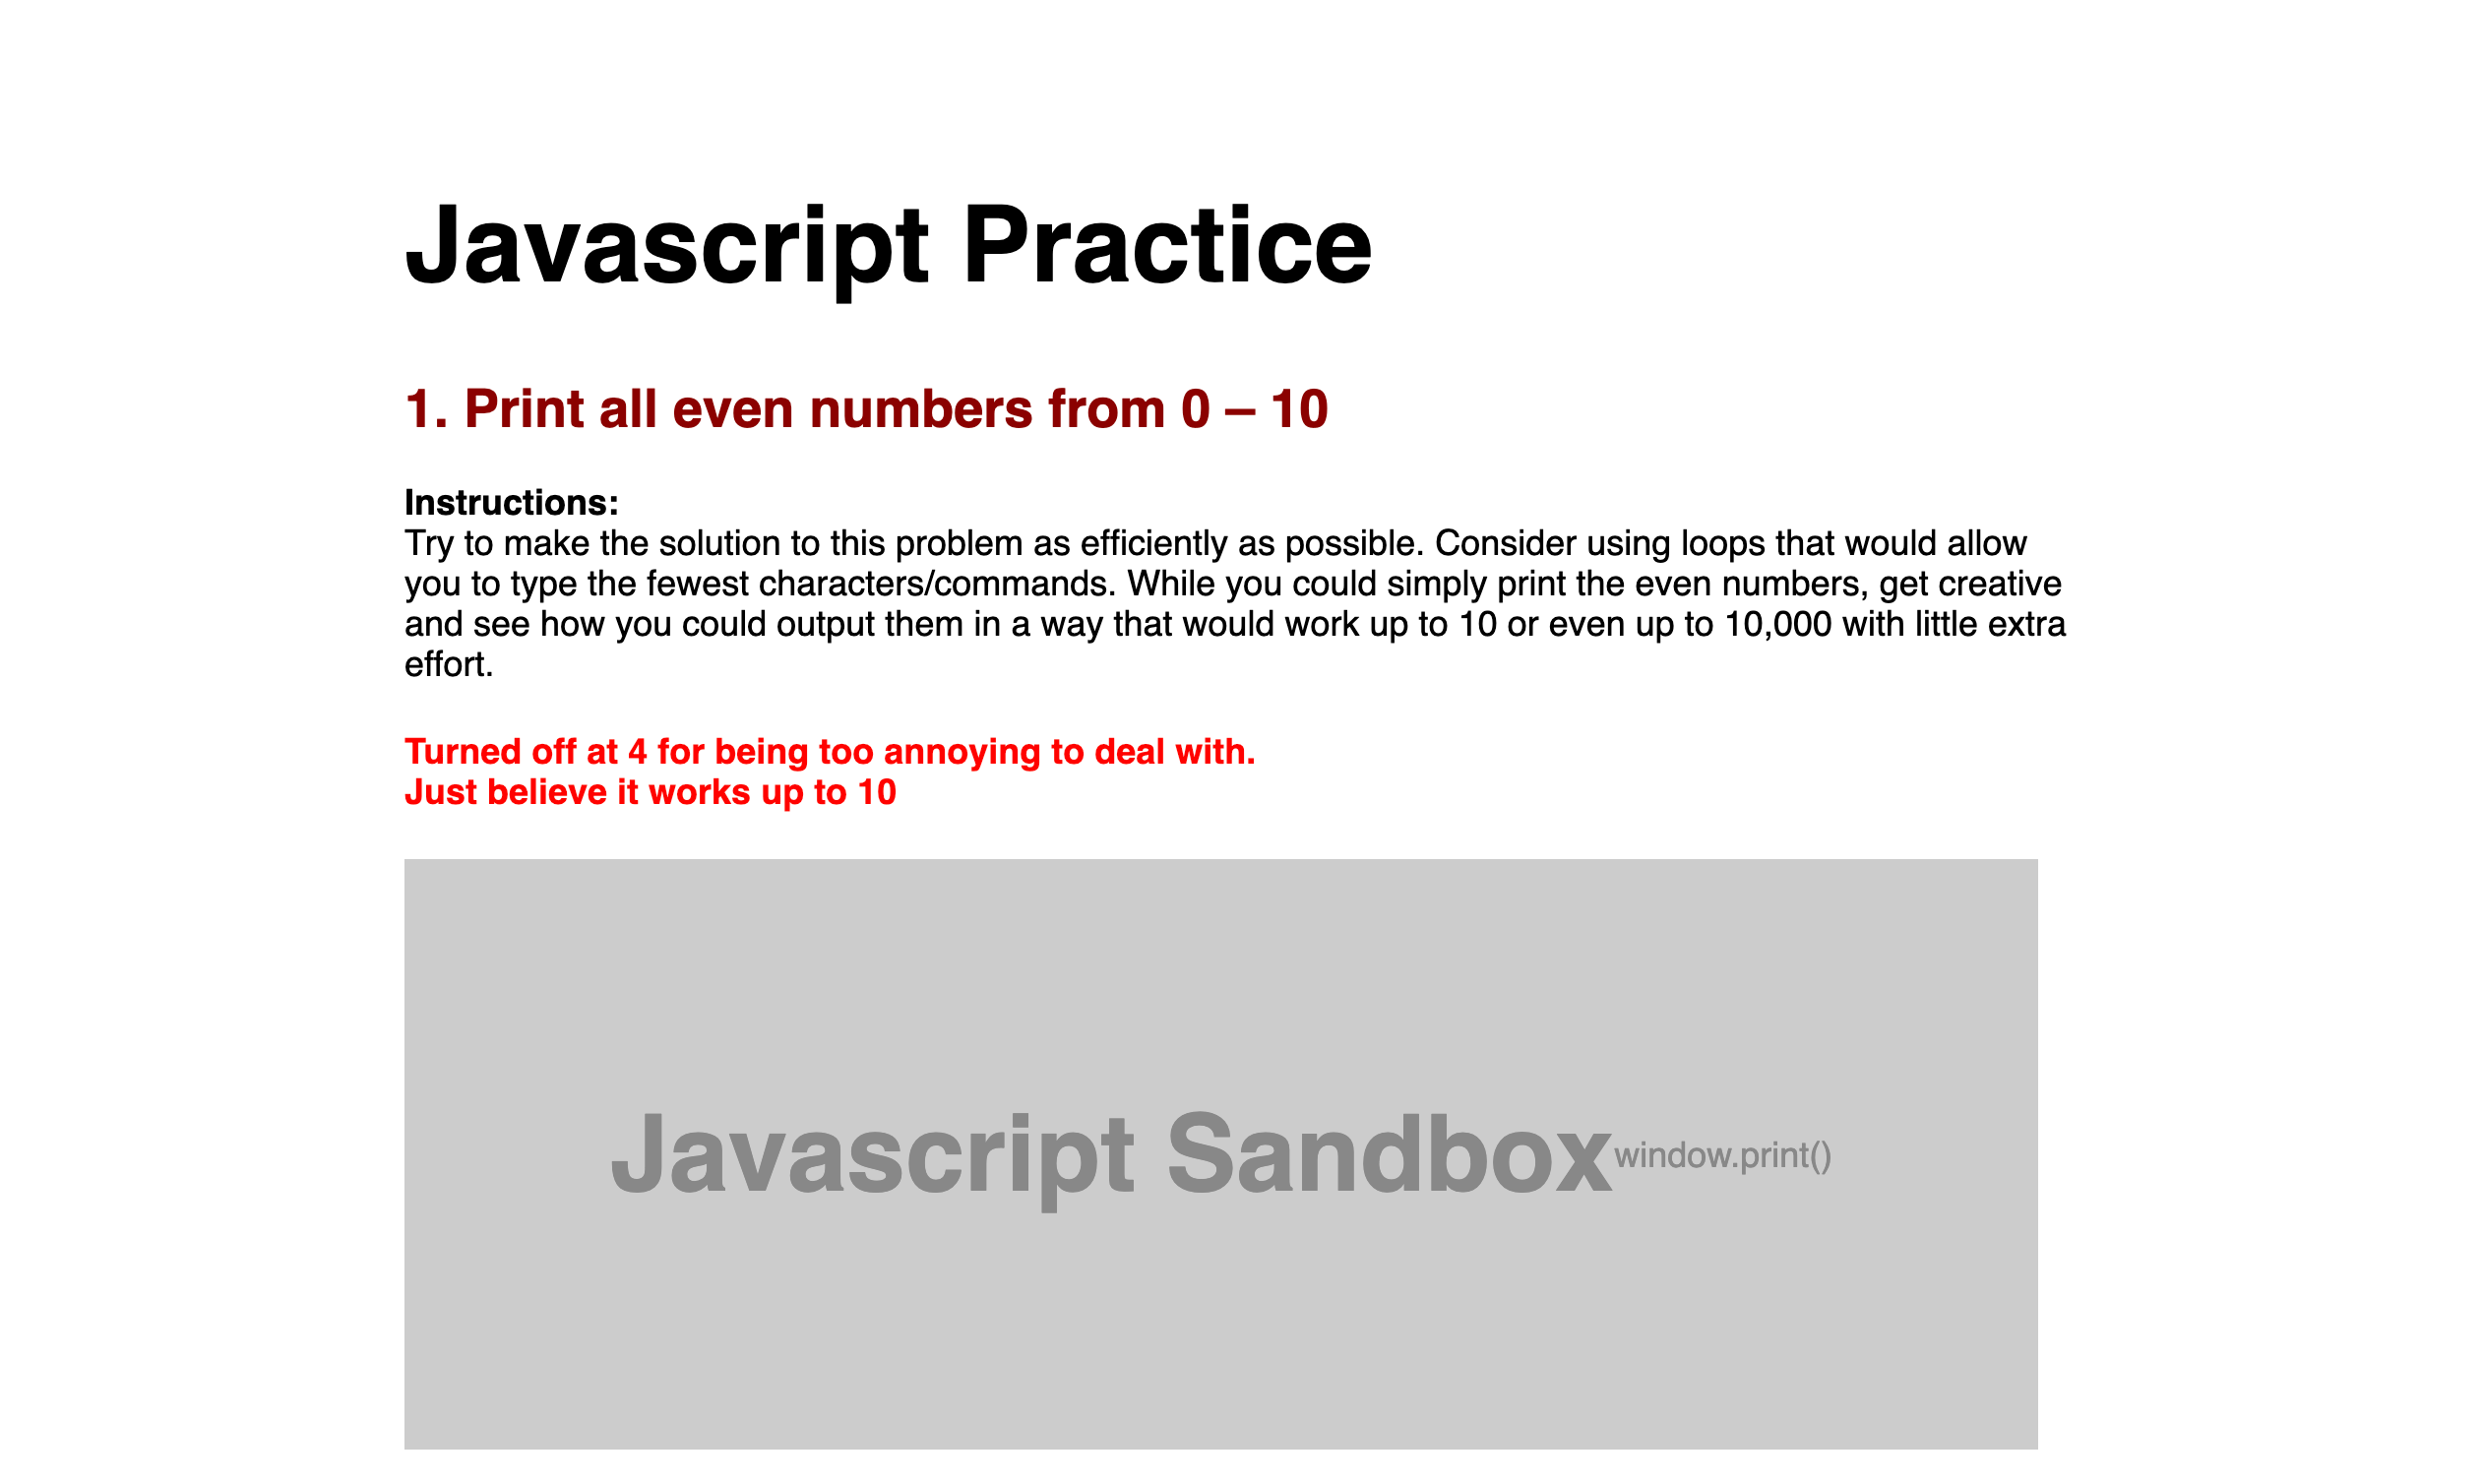 Javascript Practice
1. Print all even numbers from 0 – 10
Instructions:
Try to make the solution to this problem as efficiently as possible. Consider using loops that would allow
you to type the fewest characters/commands. While you could simply print the even numbers, get creative
and see how you could output them in a way that would work up to 10 or even up to 10,000 with little extra
effort.
Turned off at 4 for being too annoying to deal with.
Just believe it works up to 10
Javascript Sandbox window.print()